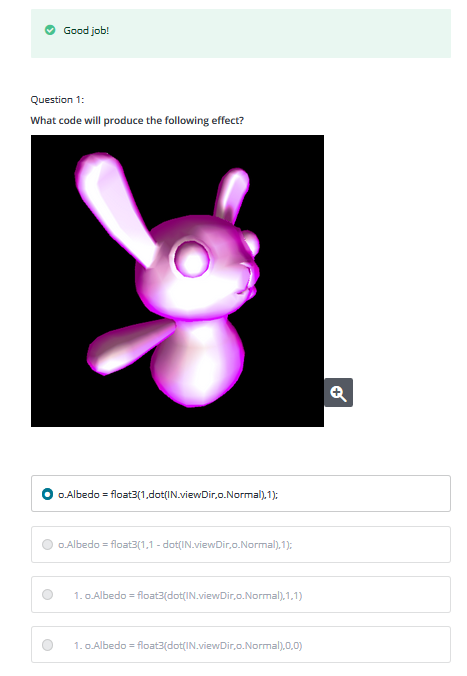 Good job!
Question 1:
What code will produce the following effect?
o.Albedo = float3(1,dot(IN.viewDir,o.Normal),1);
o.Albedo = float3(1,1 - dot(IN.viewDir,o.Normal),1);
1. o.Albedo = float3(dot(IN.viewDir,o.Normal),1,1)
1. o.Albedo = float3(dot(IN.viewDir,o.Normal),0,0)